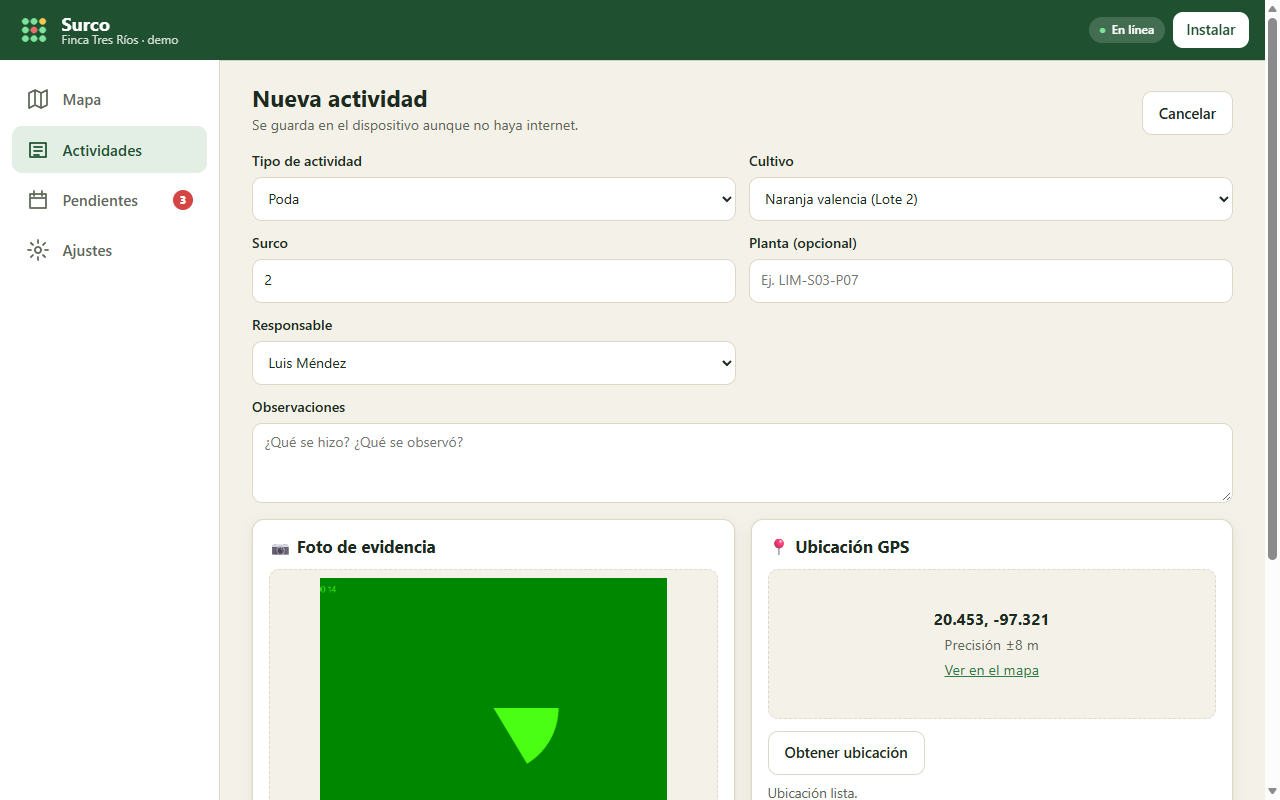 Surco
Finca Tres Ríos · demo
En línea
Instalar
Mapa
Actividades
Pendientes
3
Ajustes
Nueva actividad
Se guarda en el dispositivo aunque no haya internet.
Cancelar
Tipo de actividad
Poda
Cultivo
Naranja valencia (Lote 2)
Surco
2
Planta (opcional)
Ej. LIM-S03-P07
Responsable
Luis Méndez
Observaciones
¿Qué se hizo? ¿Qué se observó?
Foto de evidencia
Ubicación GPS
20.453, -97.321
Precisión ±8 m
Ver en el mapa
Obtener ubicación
Ubicación lista.